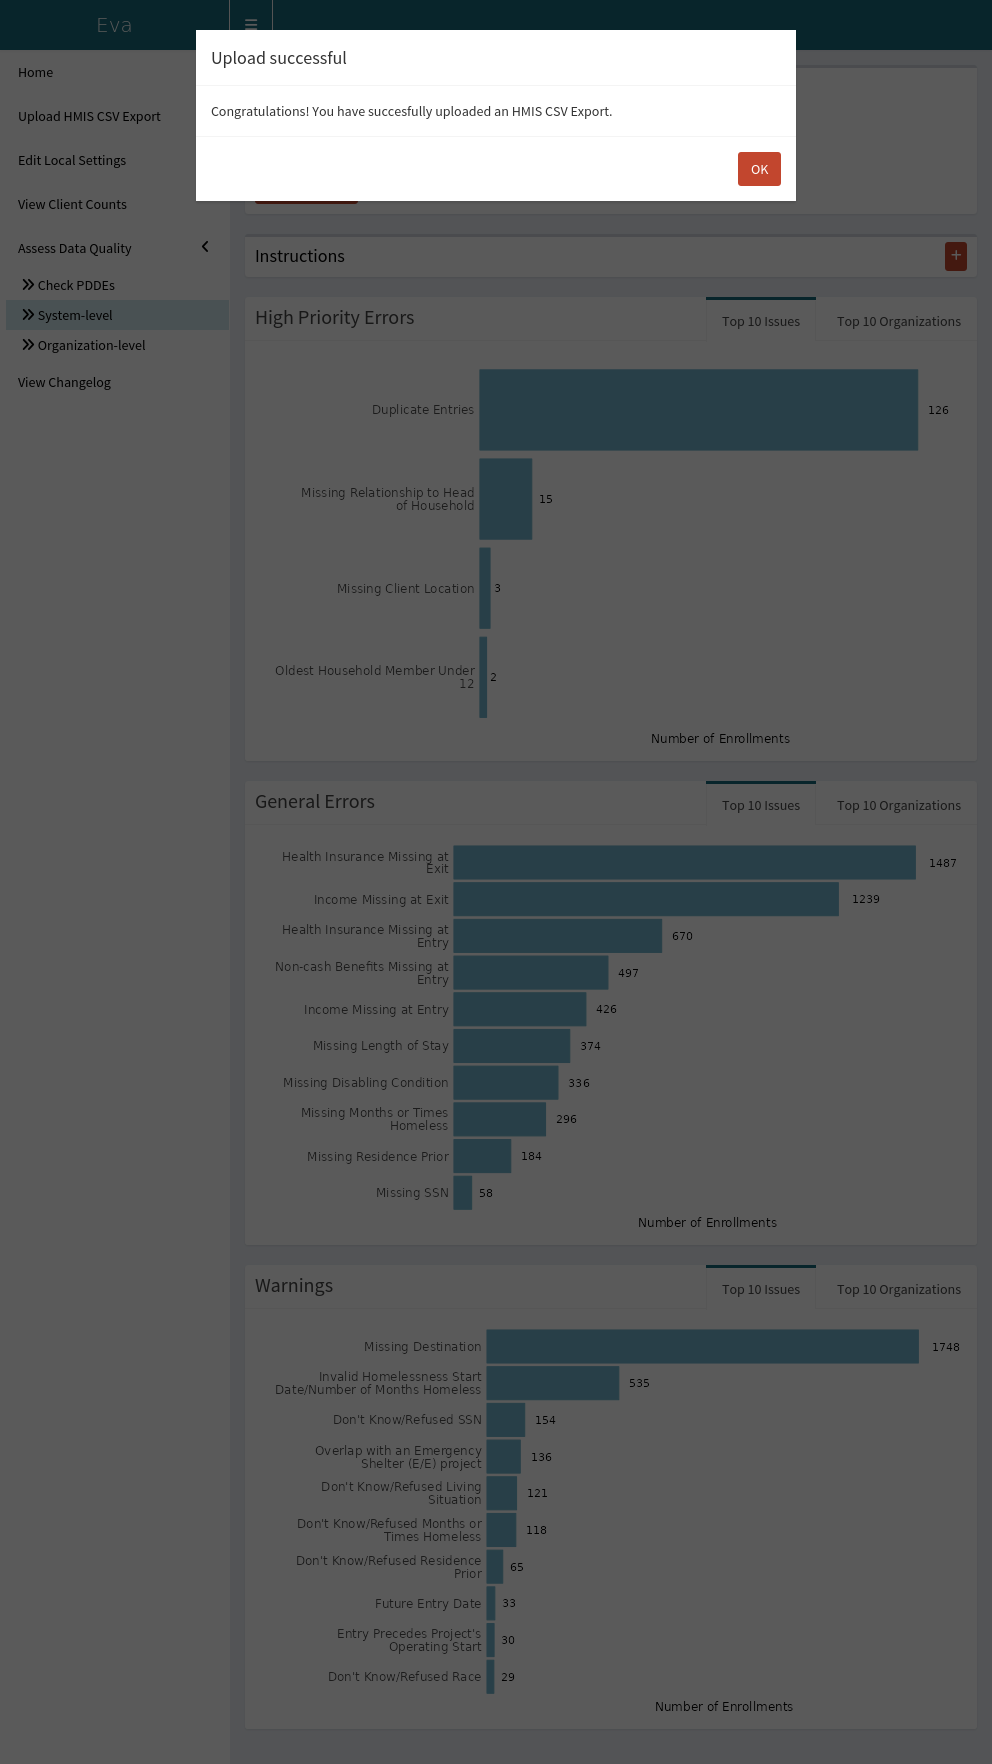 Eva
Upload successful
Congratulations! You have succesfully uploaded an HMIS CSV Export.
OK
Home
Upload HMIS CSV Export
Edit Local Settings
View Client Counts
Assess Data Quality
Check PDDEs
System-level
Organization-level
View Changelog
Instructions
+
High Priority Errors
Top 10 Issues
Top 10 Organizations
Duplicate Entries
126
Missing Relationship to Head
of Household
15
Missing Client Location
3
Oldest Household Member Under
12
2
Number of Enrollments
General Errors
Top 10 Issues
Top 10 Organizations
Health Insurance Missing at
Exit
1487
Income Missing at Exit
1239
Health Insurance Missing at
Entry
670
Non-cash Benefits Missing at
Entry
497
Income Missing at Entry
426
Missing Length of Stay
374
Missing Disabling Condition
336
Missing Months or Times
Homeless
296
Missing Residence Prior
184
Missing SSN
58
Number of Enrollments
Warnings
Top 10 Issues
Top 10 Organizations
Missing Destination
1748
Invalid Homelessness Start
Date/Number of Months Homeless
535
Don't Know/Refused SSN
154
Overlap with an Emergency
Shelter (E/E) project
136
Don't Know/Refused Living
Situation
121
Don't Know/Refused Months or
Times Homeless
118
Don't Know/Refused Residence
Prior
65
Future Entry Date
33
Entry Precedes Project's
Operating Start
30
Don't Know/Refused Race
29
Number of Enrollments